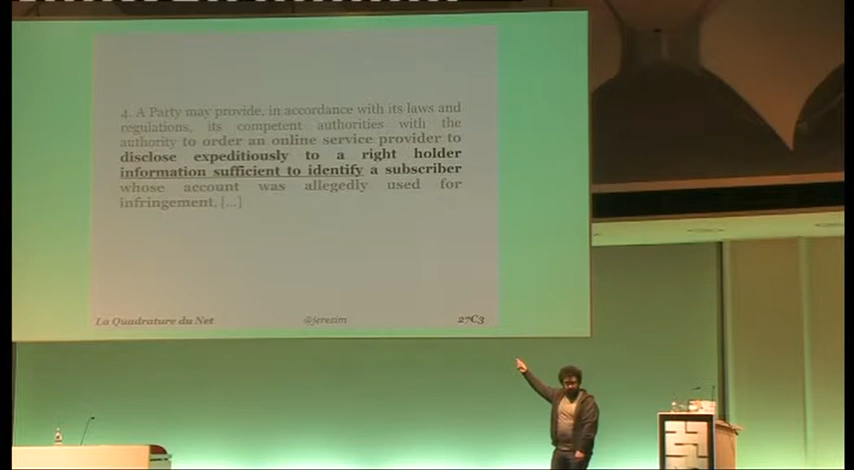 4. A Party may provide, in accordance with its laws and
regulations, its competent authorities with the
authority to order an online service provider to
disclose expeditiously to a right holder
information sufficient to identify a subscriber
whose account was allegedly used for
infringement, [...]
La Quadrature du Net
@jerezim
27C3